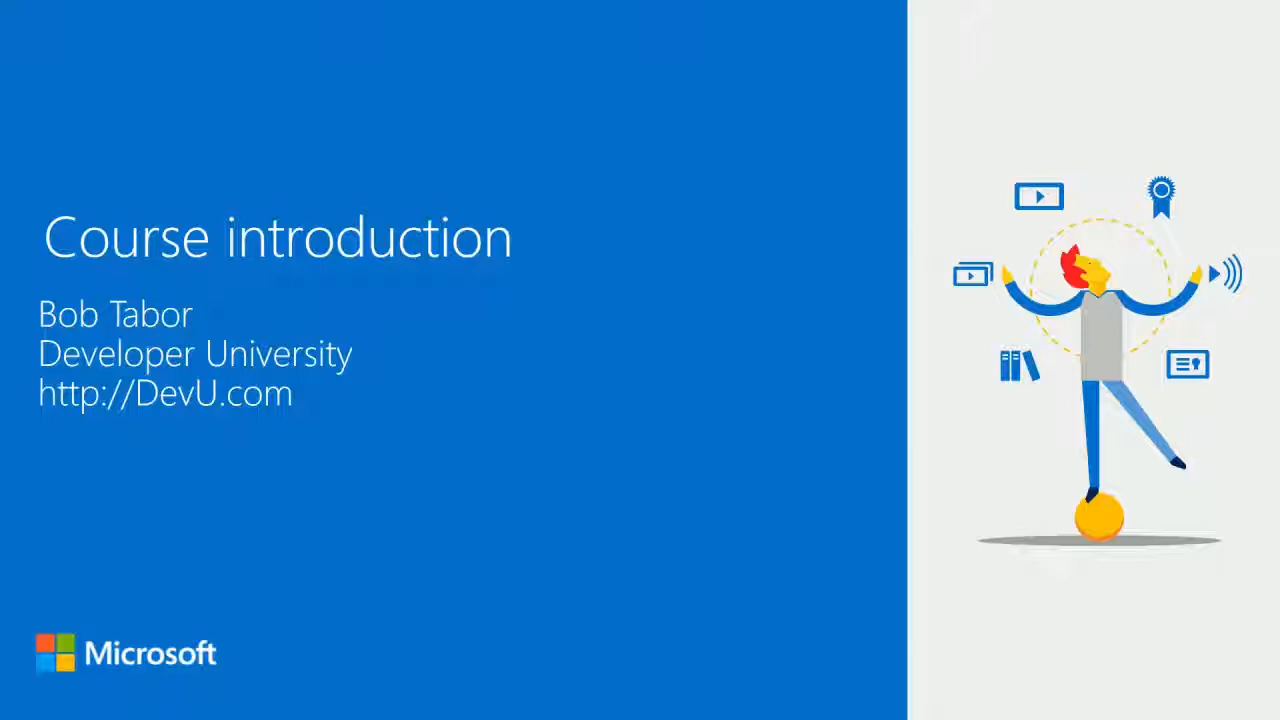 Course introduction
Bob Tabor
Developer University
http://DevU.com
Microsoft